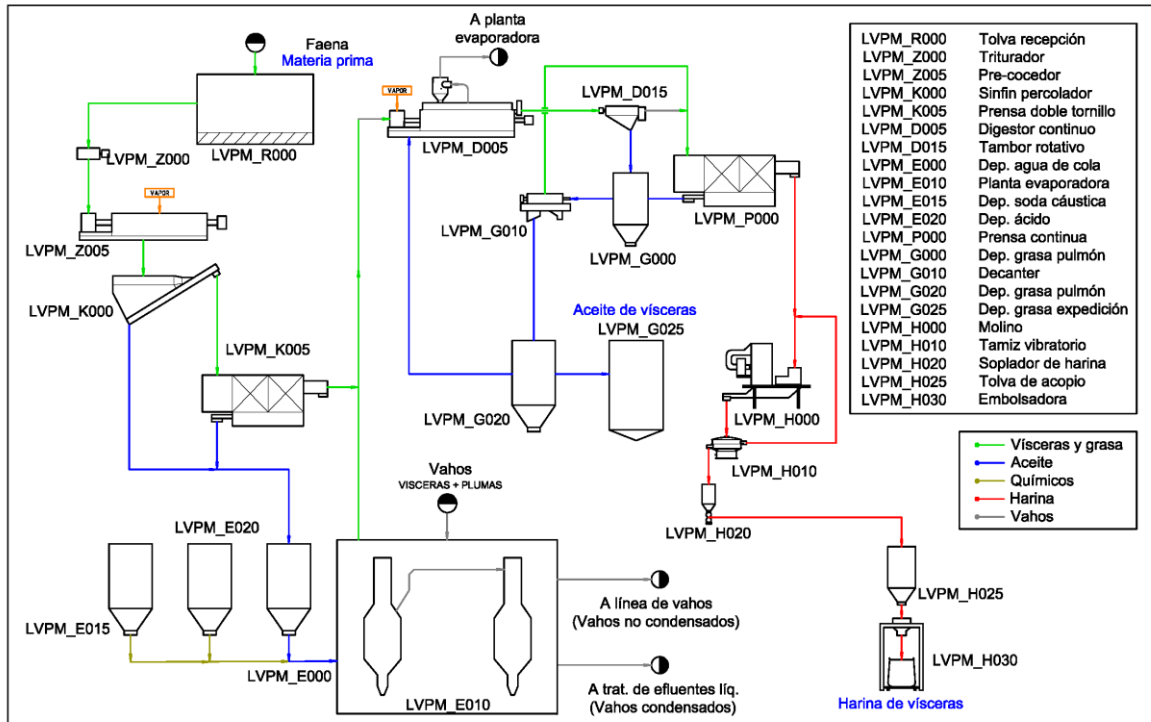 A planta
evaporadora
Faena
Materia prima
VAPOR
LVPM_D015
LVPM_D005
LVPM_Z000
LVPM_R000
VAPOR
LVPM_P000
LVPM_G010
LVPM_G000
LVPM_Z005
LVPM_K000
Aceite de vísceras
LVPM_G025
LVPM_K005
LVPM_G020
LVPM_H000
LVPM_H010
Vahos
VISCERAS + PLUMAS
LVPM_H020
LVPM_E020
LVPM_H025
A línea de vahos
(Vahos no condensados)
LVPM_E015
LVPM_E000
LVPM_H030
A trat. de efluentes líq.
(Vahos condensados)
LVPM_E010
Harina de vísceras
LVPM_R000 Tolva recepción
LVPM_Z000 Triturador
LVPM_Z005 Pre-cocedor
LVPM_K000 Sinfin percolador
LVPM_K005 Prensa doble tornillo
LVPM_D005 Digestor continuo
LVPM_D015 Tambor rotativo
LVPM_E000 Dep. agua de cola
LVPM_E010 Planta evaporadora
LVPM_E015 Dep. soda cáustica
LVPM_E020 Dep. ácido
LVPM_P000 Prensa continua
LVPM_G000 Dep. grasa pulmón
LVPM_G010 Decanter
LVPM_G020 Dep. grasa pulmón
LVPM_G025 Dep. grasa expedición
LVPM_H000 Molino
LVPM_H010 Tamiz vibratorio
LVPM_H020 Soplador de harina
LVPM_H025 Tolva de acopio
LVPM_H030 Embolsadora
Vísceras y grasa
Aceite
Químicos
Harina
Vahos